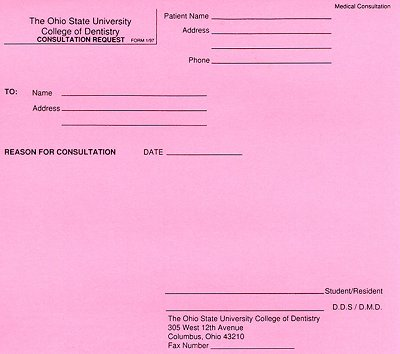 Medical Consultation
The Ohio State University
College of Dentistry
CONSULTATION REQUEST FORM 1/97
Patient Name
Address
Phone
TO: Name
Address
REASON FOR CONSULTATION DATE
Student/Resident
D.D.S / D.M.D.
The Ohio State University College of Dentistry
305 West 12th Avenue
Columbus, Ohio 43210
Fax Number